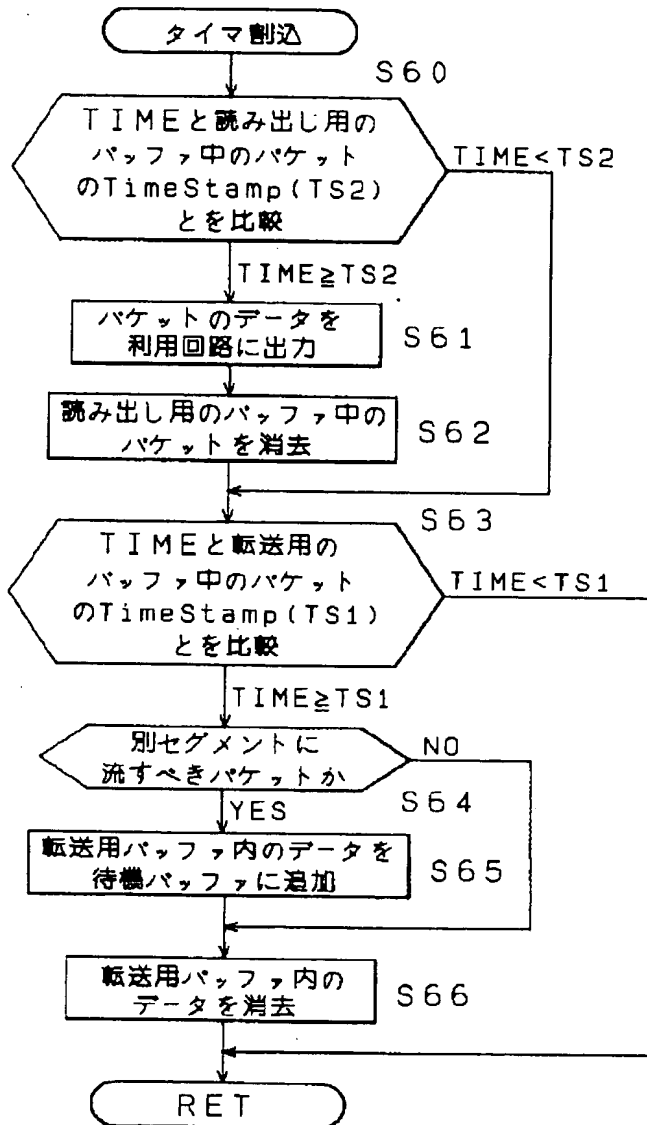 タイマ割込
S60
TIMEと読み出し用の
バッファ中のパケット
のTimeStamp(TS2)
とを比較
TIME<TS2
TIME≧TS2
パケットのデータを
利用回路に出力
S61
読み出し用のバッファ中の
パケットを消去
S62
S63
TIMEと転送用の
バッファ中のパケット
のTimeStamp(TS1)
とを比較
TIME<TS1
TIME≧TS1
別セグメントに
流すべきパケットか
NO
S64
YES
転送用バッファ内のデータを
待機バッファに追加
S65
転送用バッファ内の
データを消去
S66
RET